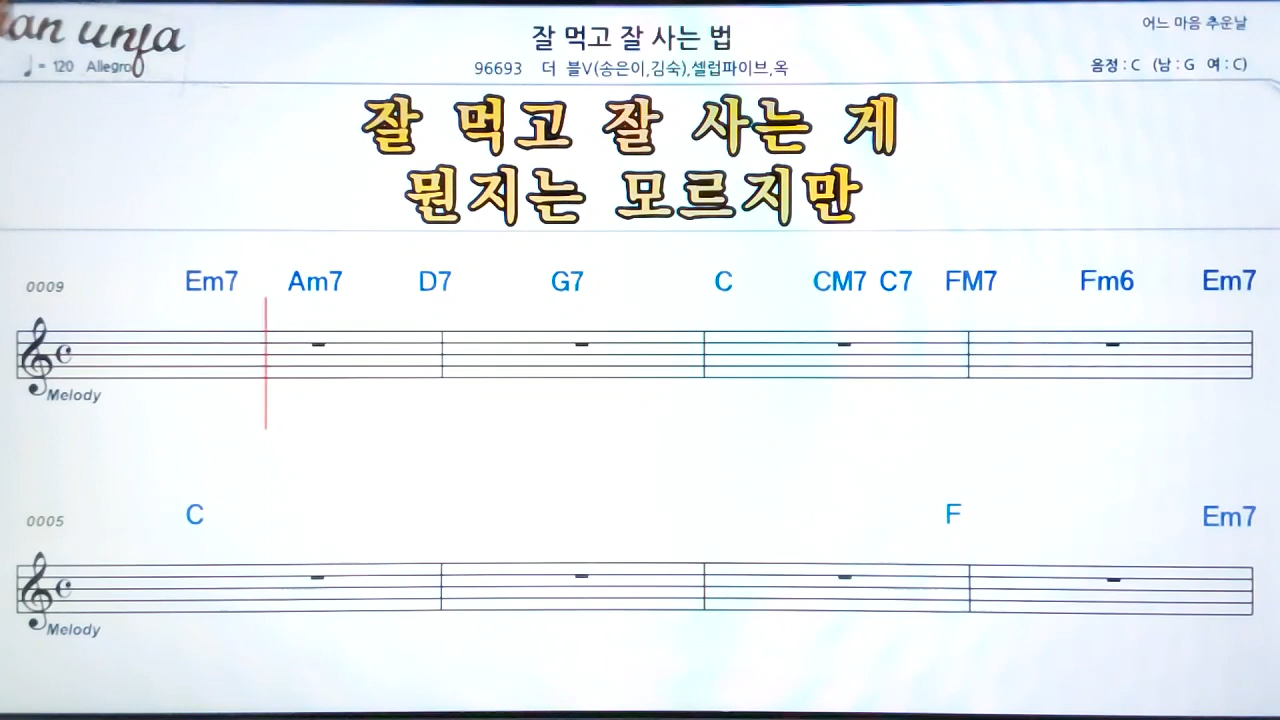 an unfa
어느 마음 추운날
잘 먹고 잘 사는 법
♩ = 120 Allegro
96693 더 블V(송은이,김숙),셀럽파이브,옥
음정 : C (남 : G 여 : C)
잘 먹고 잘 사는 게
뭔지는 모르지만
0009 Em7 Am7 D7 G7 C CM7 C7 FM7 Fm6 Em7
Melody
0005 C F Em7
Melody